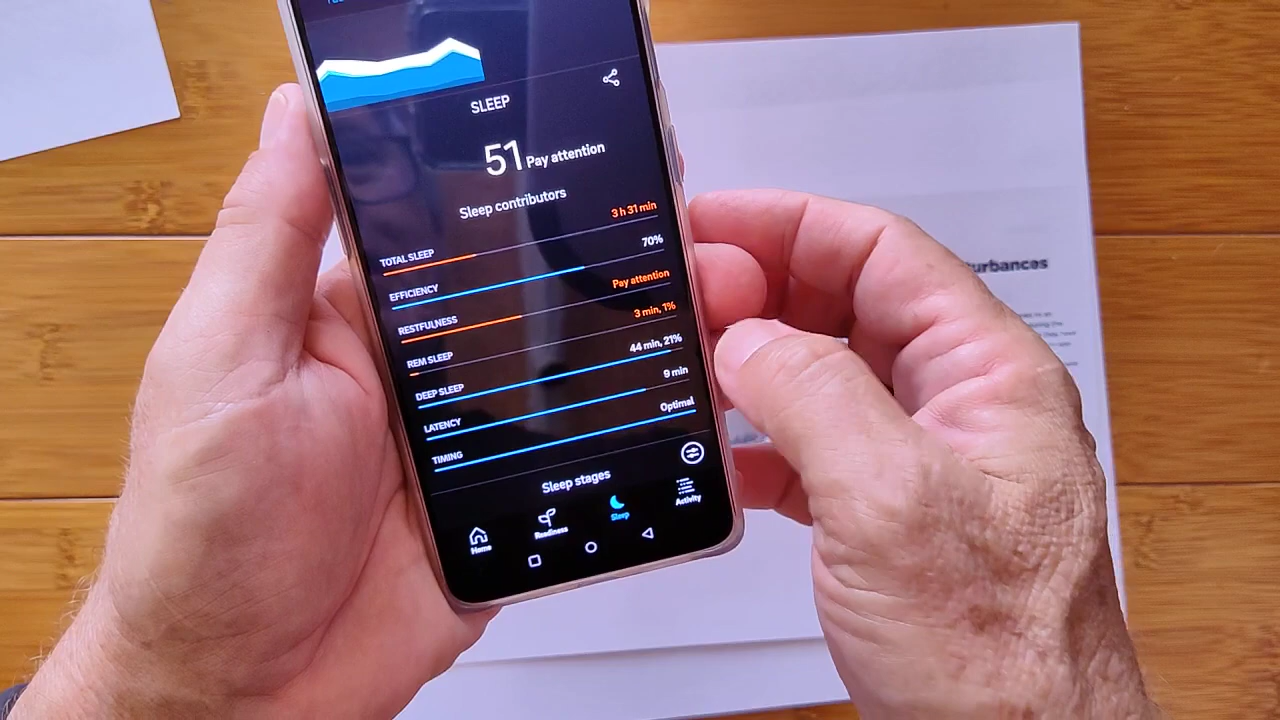 SLEEP
51 Pay attention
Sleep contributors
TOTAL SLEEP 3 h 31 min
EFFICIENCY 70%
RESTFULNESS Pay attention
REM SLEEP 3 min, 1%
DEEP SLEEP 44 min, 21%
LATENCY 9 min
TIMING Optimal
Sleep stages
Home Readiness Sleep Activity
urbances